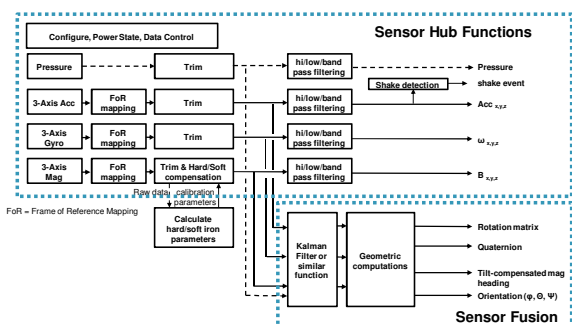 Sensor Hub Functions
Configure, Power State, Data Control
Pressure
Trim
hi/low/band
pass filtering
Pressure
Shake detection
shake event
3-Axis Acc
FoR
mapping
Trim
hi/low/band
pass filtering
Acc x,y,z
3-Axis
Gyro
FoR
mapping
Trim
hi/low/band
pass filtering
ω x,y,z
3-Axis
Mag
FoR
mapping
Trim & Hard/Soft
compensation
hi/low/band
pass filtering
B x,y,z
Raw data
calibration
parameters
FoR = Frame of Reference Mapping
Calculate
hard/soft iron
parameters
Kalman
Filter or
similar
function
Geometric
computations
Rotation matrix
Quaternion
Tilt-compensated mag
heading
Orientation (φ, Θ, Ψ)
Sensor Fusion